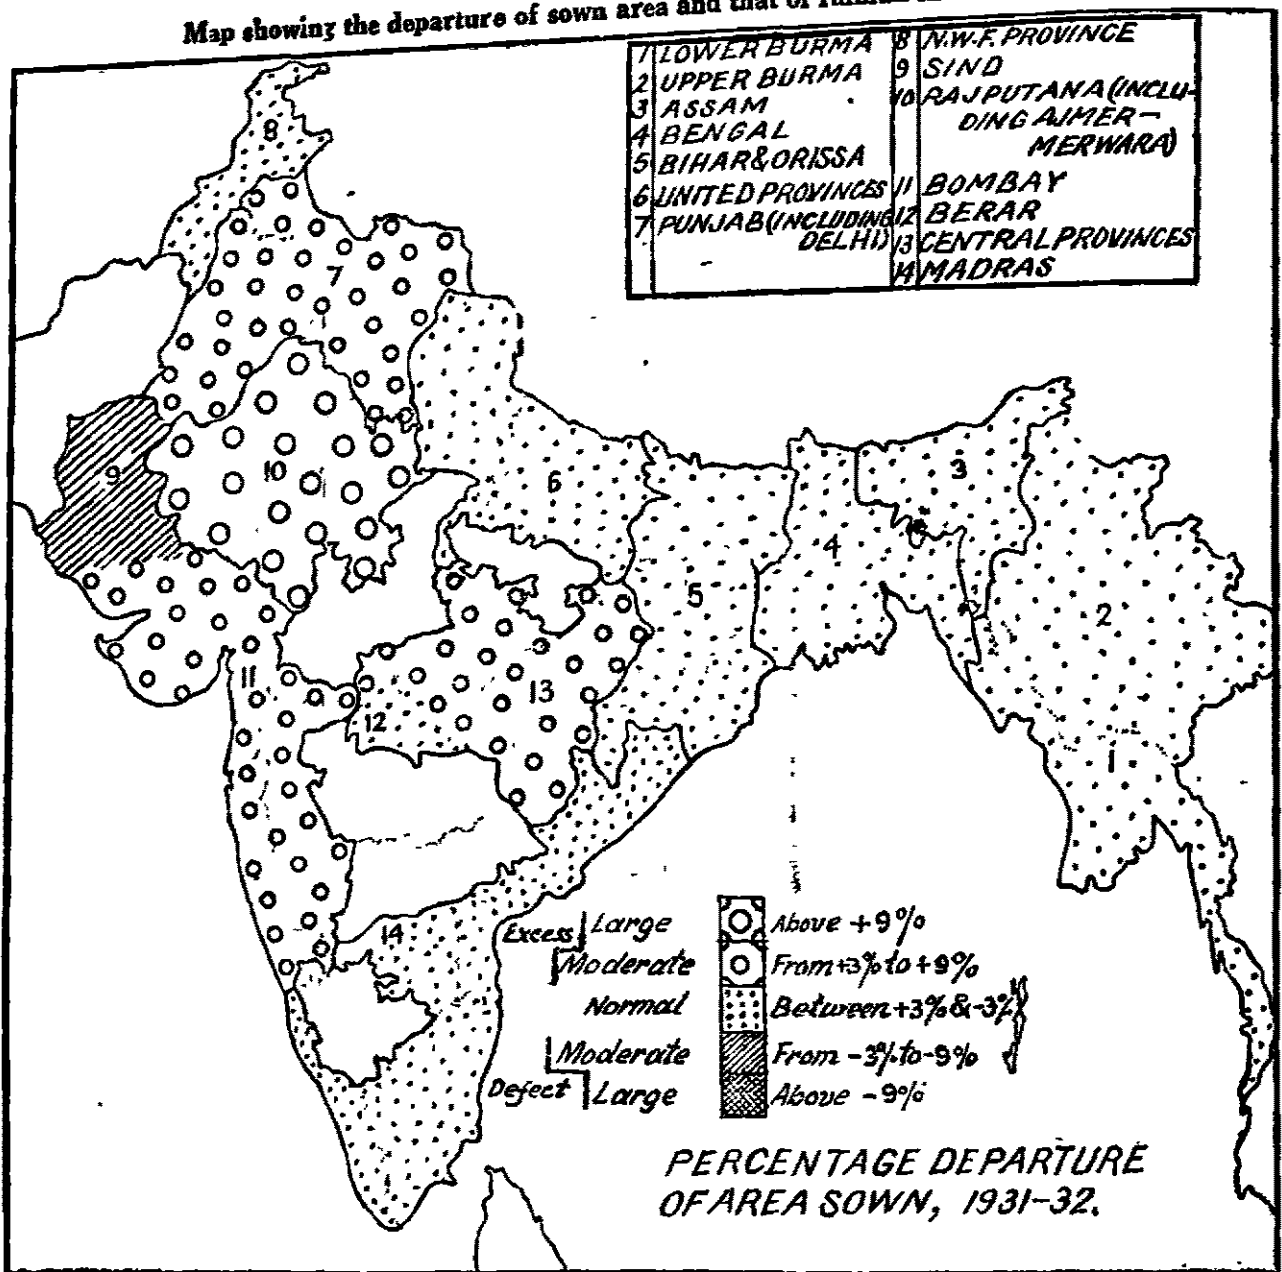 Map showing the departure of sown area and that of
1 LOWER BURMA
2 UPPER BURMA
3 ASSAM
4 BENGAL
5 BIHAR & ORISSA
6 UNITED PROVINCES
7 PUNJAB (INCLUDING
DELHI)
8 N.W.F. PROVINCE
9 SIND
10 RAJPUTANA (INCLU-
DING AJMER-
MERWARA)
11 BOMBAY
12 BERAR
13 CENTRAL PROVINCES
14 MADRAS
8
7
9
10
6
3
4
5
2
11
13
12
1
14
Excess Large Above +9%
Moderate From +3% to +9%
Normal Between +3% & -3%
Moderate From -3% to -9%
Defect Large Above -9%
PERCENTAGE DEPARTURE
OF AREA SOWN, 1931-32.